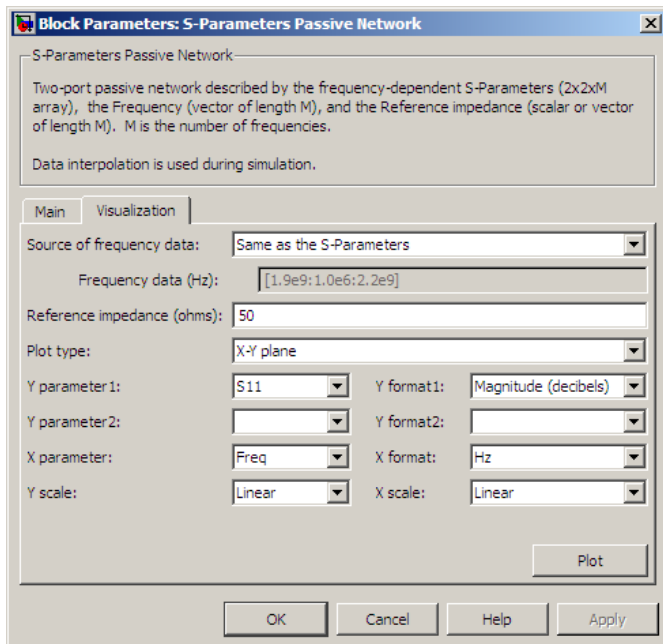 Block Parameters: S-Parameters Passive Network
S-Parameters Passive Network
Two-port passive network described by the frequency-dependent S-Parameters (2x2xM
array), the Frequency (vector of length M), and the Reference impedance (scalar or vector
of length M). M is the number of frequencies.
Data interpolation is used during simulation.
Main Visualization
Source of frequency data: Same as the S-Parameters
Frequency data (Hz): [1.9e9:1.0e6:2.2e9]
Reference impedance (ohms): 50
Plot type: X-Y plane
Y parameter1: S11 Y format1: Magnitude (decibels)
Y parameter2: Y format2:
X parameter: Freq X format: Hz
Y scale: Linear X scale: Linear
Plot
OK Cancel Help Apply